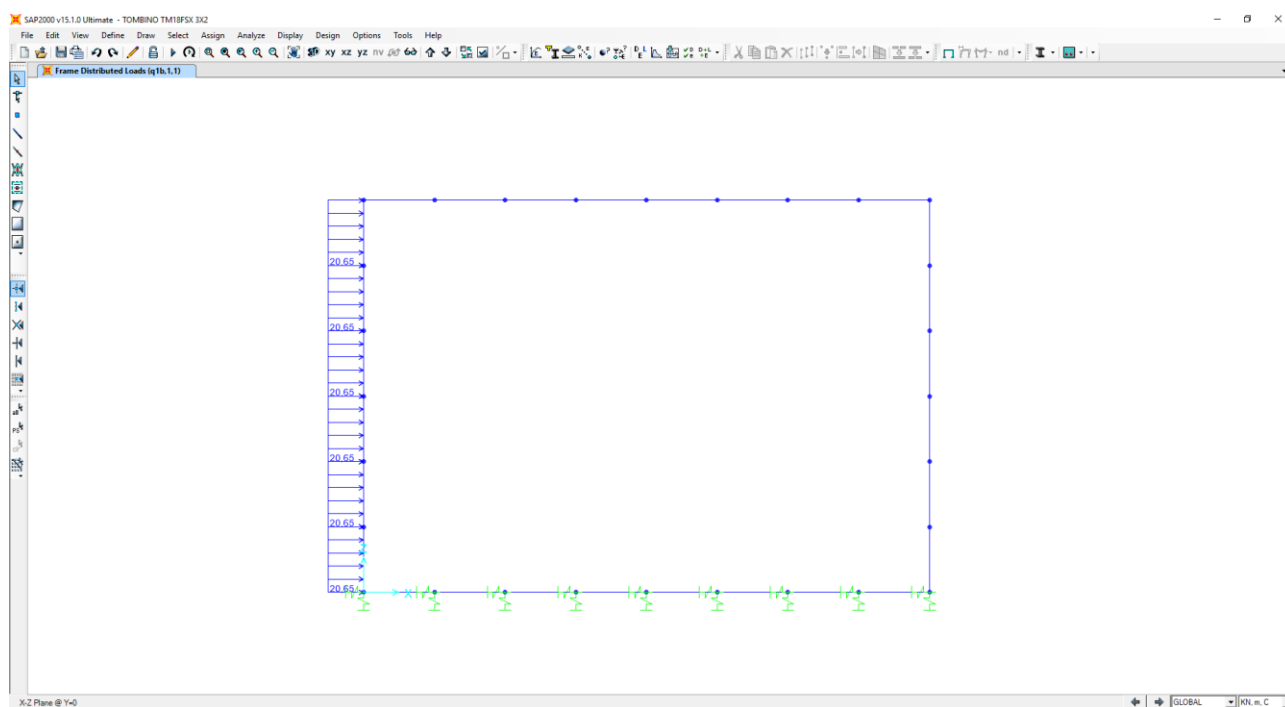 SAP2000 v15.1.0 Ultimate - TOMBINO TM18FSX 3X2
File Edit View Define Draw Select Assign Analyze Display Design Options Tools Help
xy xz yz nv nd
Frame Distributed Loads (q1b,1,1)
20.65
20.65
20.65
20.65
20.65
20.65
X
X-Z Plane @ Y=0
GLOBAL
KN, m, C